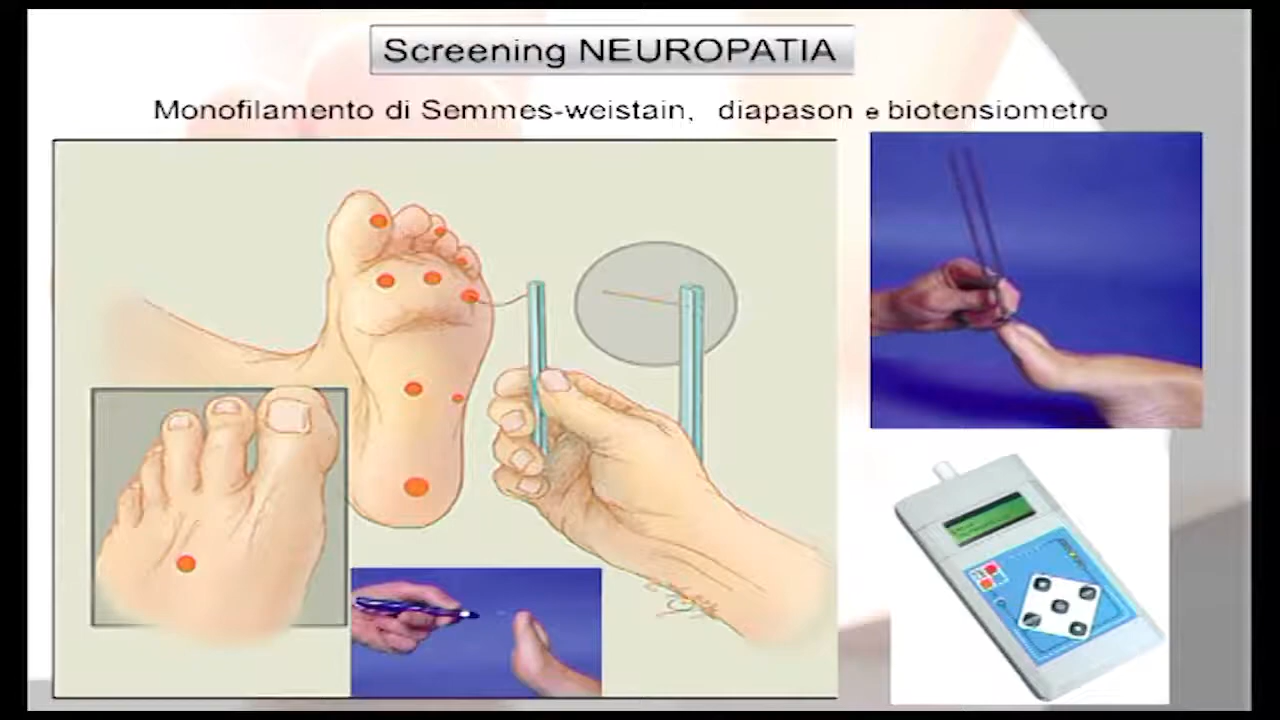 Screening NEUROPATIA
Monofilamento di Semmes-weistain, diapason e biotensiometro